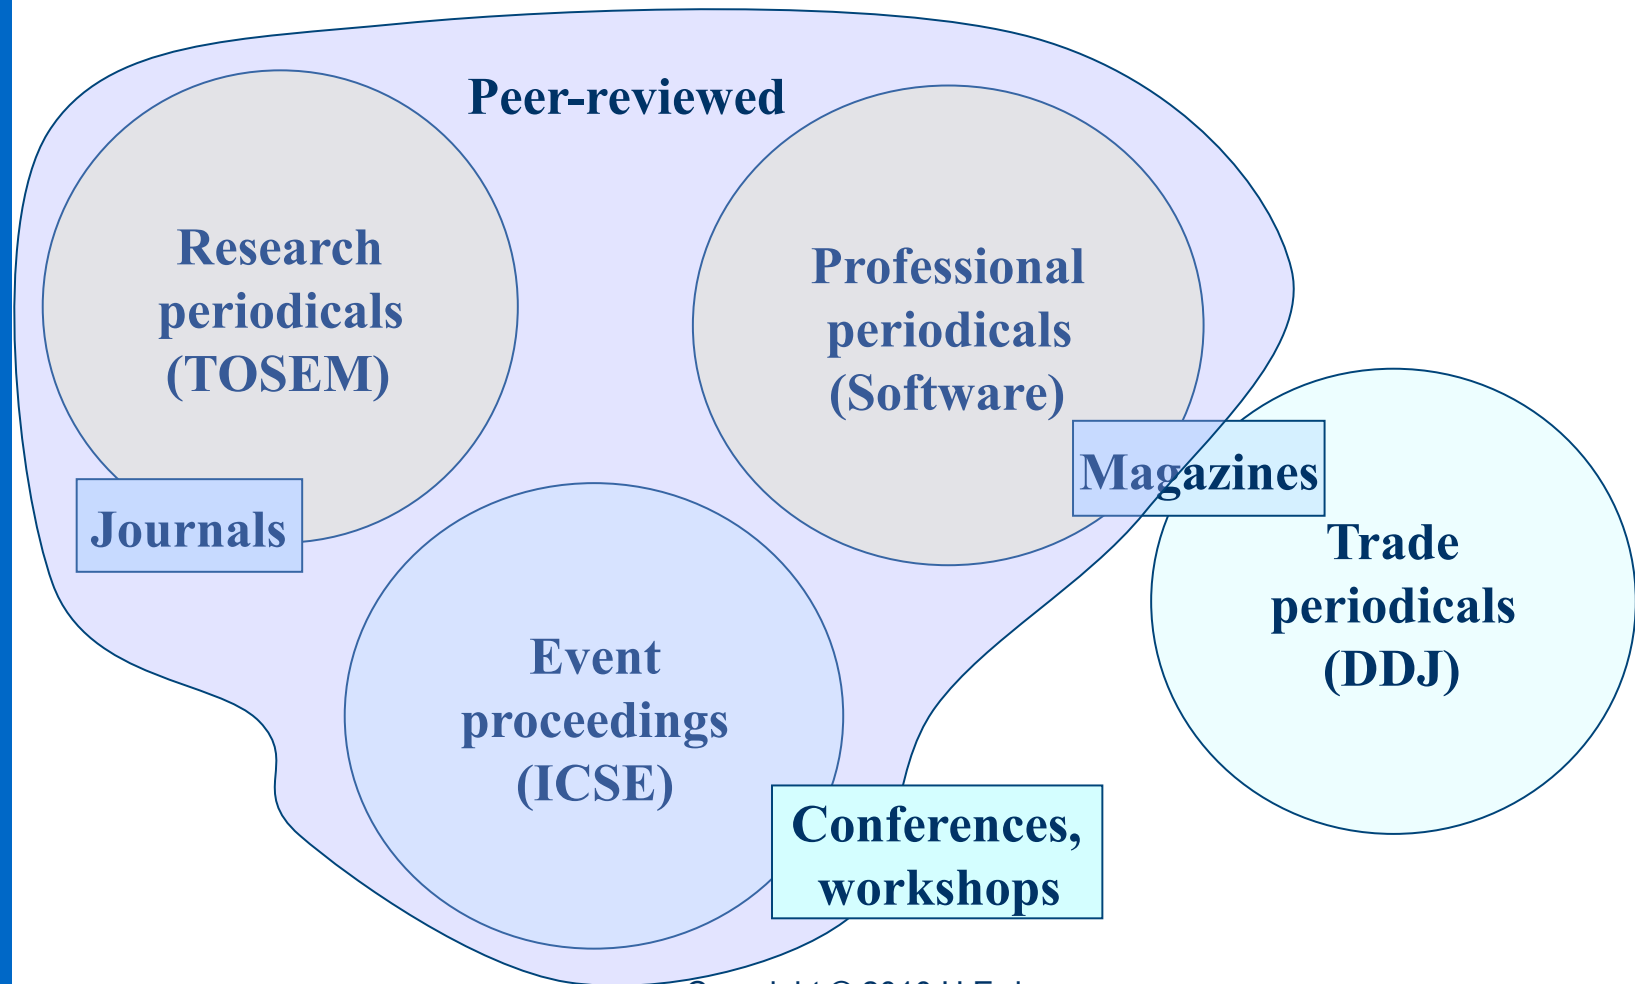 Peer-reviewed
Research
periodicals
(TOSEM)
Professional
periodicals
(Software)
Journals
Magazines
Trade
periodicals
(DDJ)
Event
proceedings
(ICSE)
Conferences,
workshops